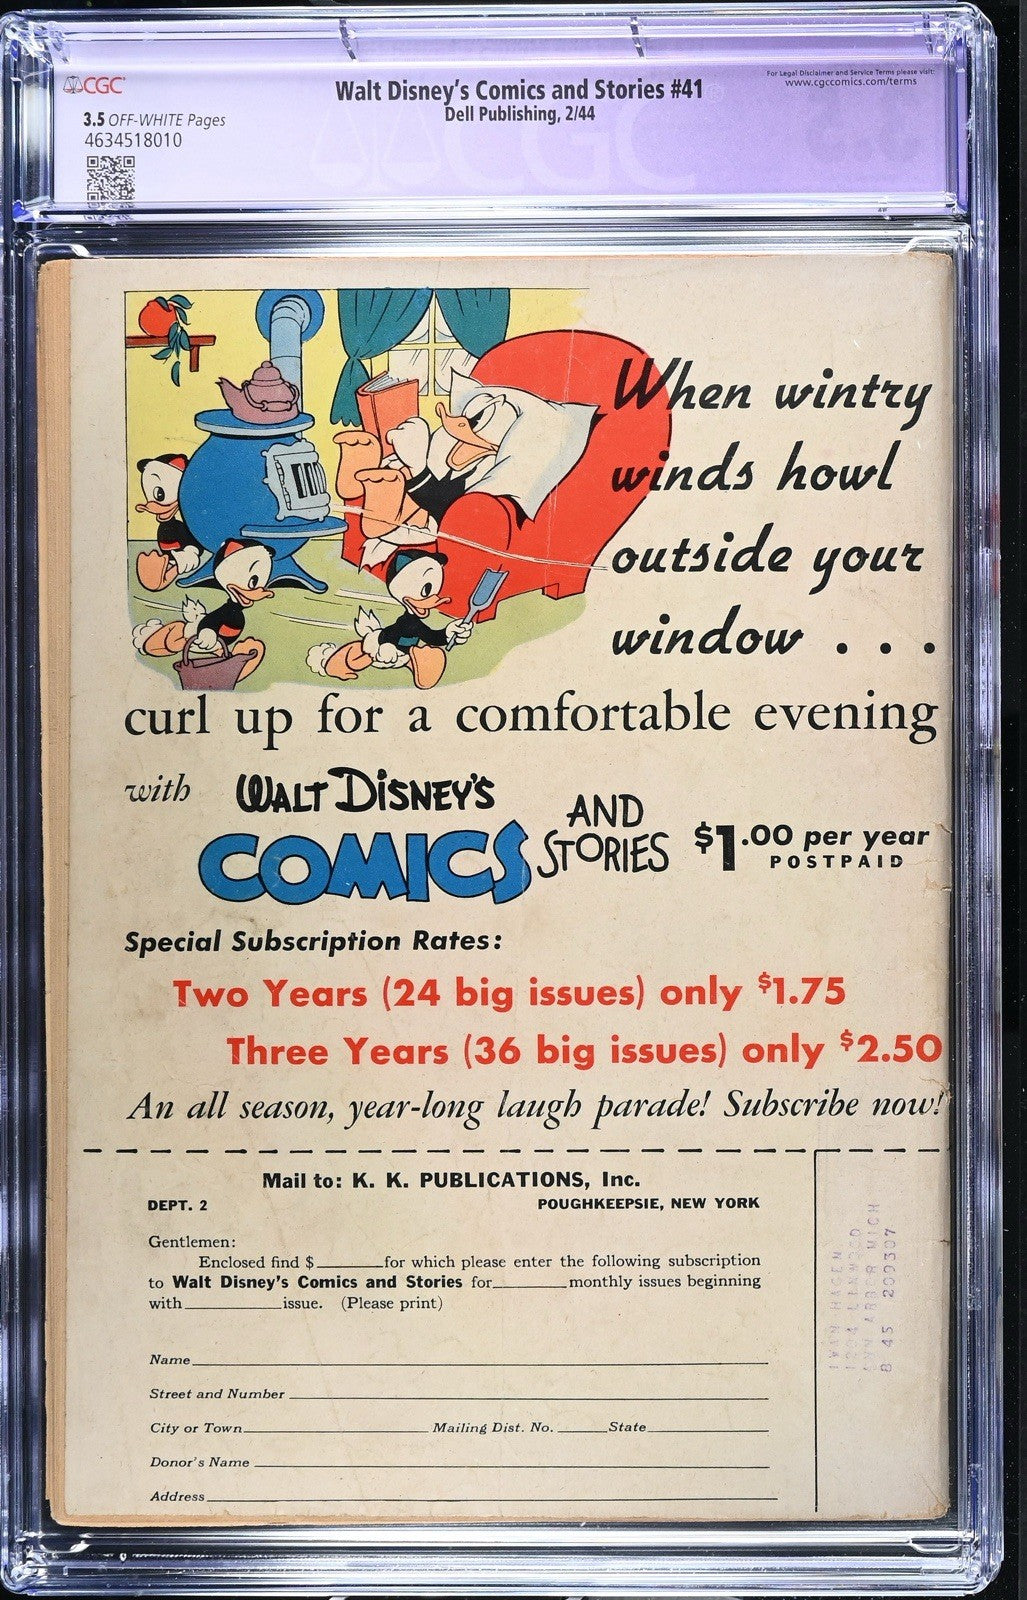 CGC
Walt Disney's Comics and Stories #41
Dell Publishing, 2/44
For Legal Disclaimer and Service Terms please visit:
www.cgccomics.com/terms
3.5 OFF-WHITE Pages
4634518010
When wintry
winds howl
outside your
window . . .
curl up for a comfortable evening
with WALT DISNEY'S
COMICS AND STORIES $1.00 per year
POSTPAID
Special Subscription Rates:
Two Years (24 big issues) only $1.75
Three Years (36 big issues) only $2.50
An all season, year-long laugh parade! Subscribe now!
Mail to: K. K. PUBLICATIONS, Inc.
DEPT. 2 POUGHKEEPSIE, NEW YORK
Gentlemen:
Enclosed find $ for which please enter the following subscription
to Walt Disney's Comics and Stories for monthly issues beginning
with issue. (Please print)
Name
Street and Number
City or Town Mailing Dist. No. State
Donor's Name
Address
HAGEN
ARBER MICH
8 45 209307